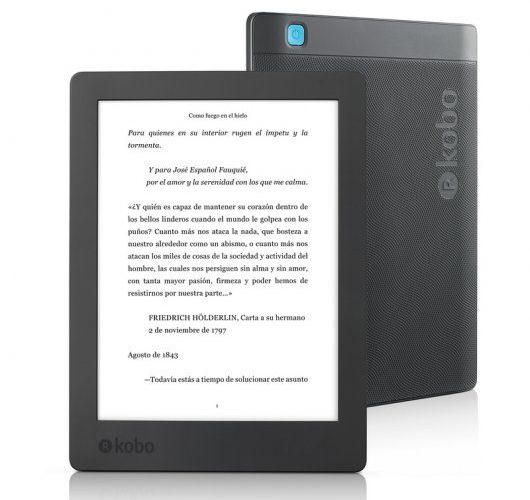 Como fuego en el hielo
Para quienes en su interior rugen el ímpetu y la
tormenta.
Y para José Español Fauquié,
por el amor y la serenidad con los que me calma.
«¿Y quién es capaz de mantener su corazón dentro de
los bellos linderos cuando el mundo le golpea con los
puños? Cuanto más nos ataca la nada, que bosteza a
nuestro alrededor como un abismo, o cuanto más nos
atacan los miles de cosas de la sociedad y actividad del
hombre, las cuales nos persiguen sin alma y sin amor,
con tanta mayor pasión, firmeza y poder hemos de
resistirnos por nuestra parte...»
FRIEDRICH HÖLDERLIN, Carta a su hermano
2 de noviembre de 1797
Agosto de 1843
—Todavía estás a tiempo de solucionar este asunto
1
kobo
kobo